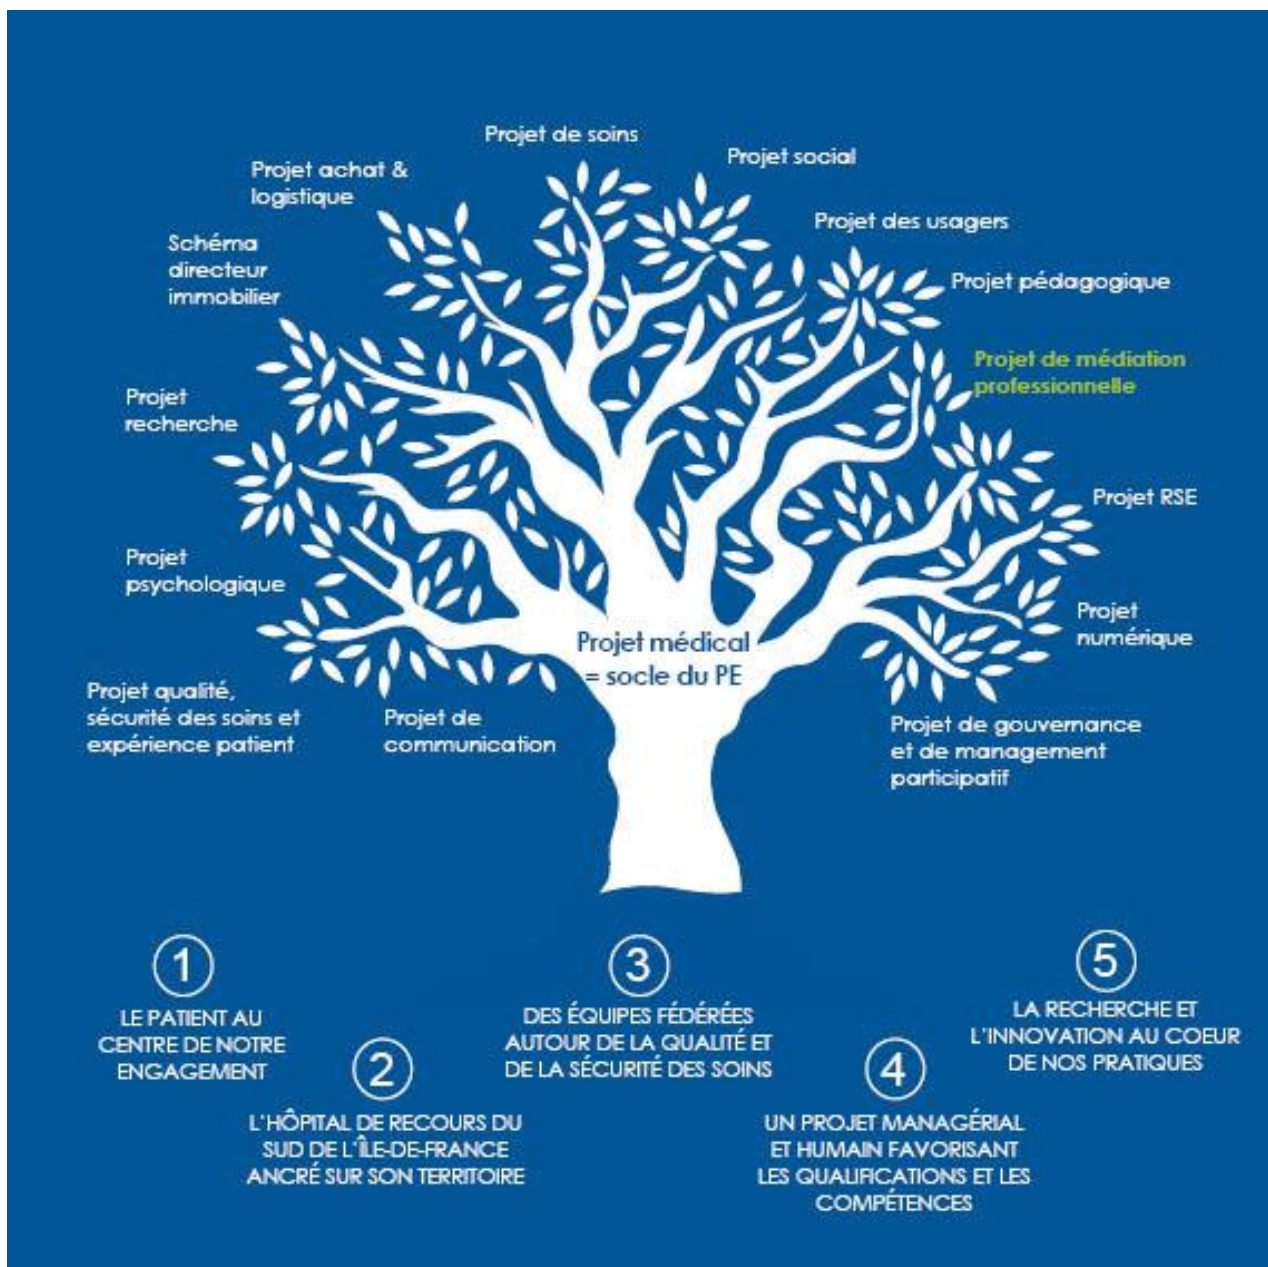 Projet de soins
Projet social
Projet achat &
logistique
Projet des usagers
Schéma
directeur
immobilier
Projet pédagogique
Projet de médiation
professionnelle
Projet
recherche
Projet RSE
Projet
psychologique
Projet
numérique
Projet médical
= socle du PE
Projet qualité,
sécurité des soins et
expérience patient
Projet de
communication
Projet de gouvernance
et de management
participatif
1
LE PATIENT AU
CENTRE DE NOTRE
ENGAGEMENT
2
L'HÔPITAL DE RECOURS DU
SUD DE L'ÎLE-DE-FRANCE
ANCRÉ SUR SON TERRITOIRE
3
DES ÉQUIPES FÉDÉRÉES
AUTOUR DE LA QUALITÉ ET
DE LA SÉCURITÉ DES SOINS
4
UN PROJET MANAGÉRIAL
ET HUMAIN FAVORISANT
LES QUALIFICATIONS ET LES
COMPÉTENCES
5
LA RECHERCHE ET
L'INNOVATION AU COEUR
DE NOS PRATIQUES